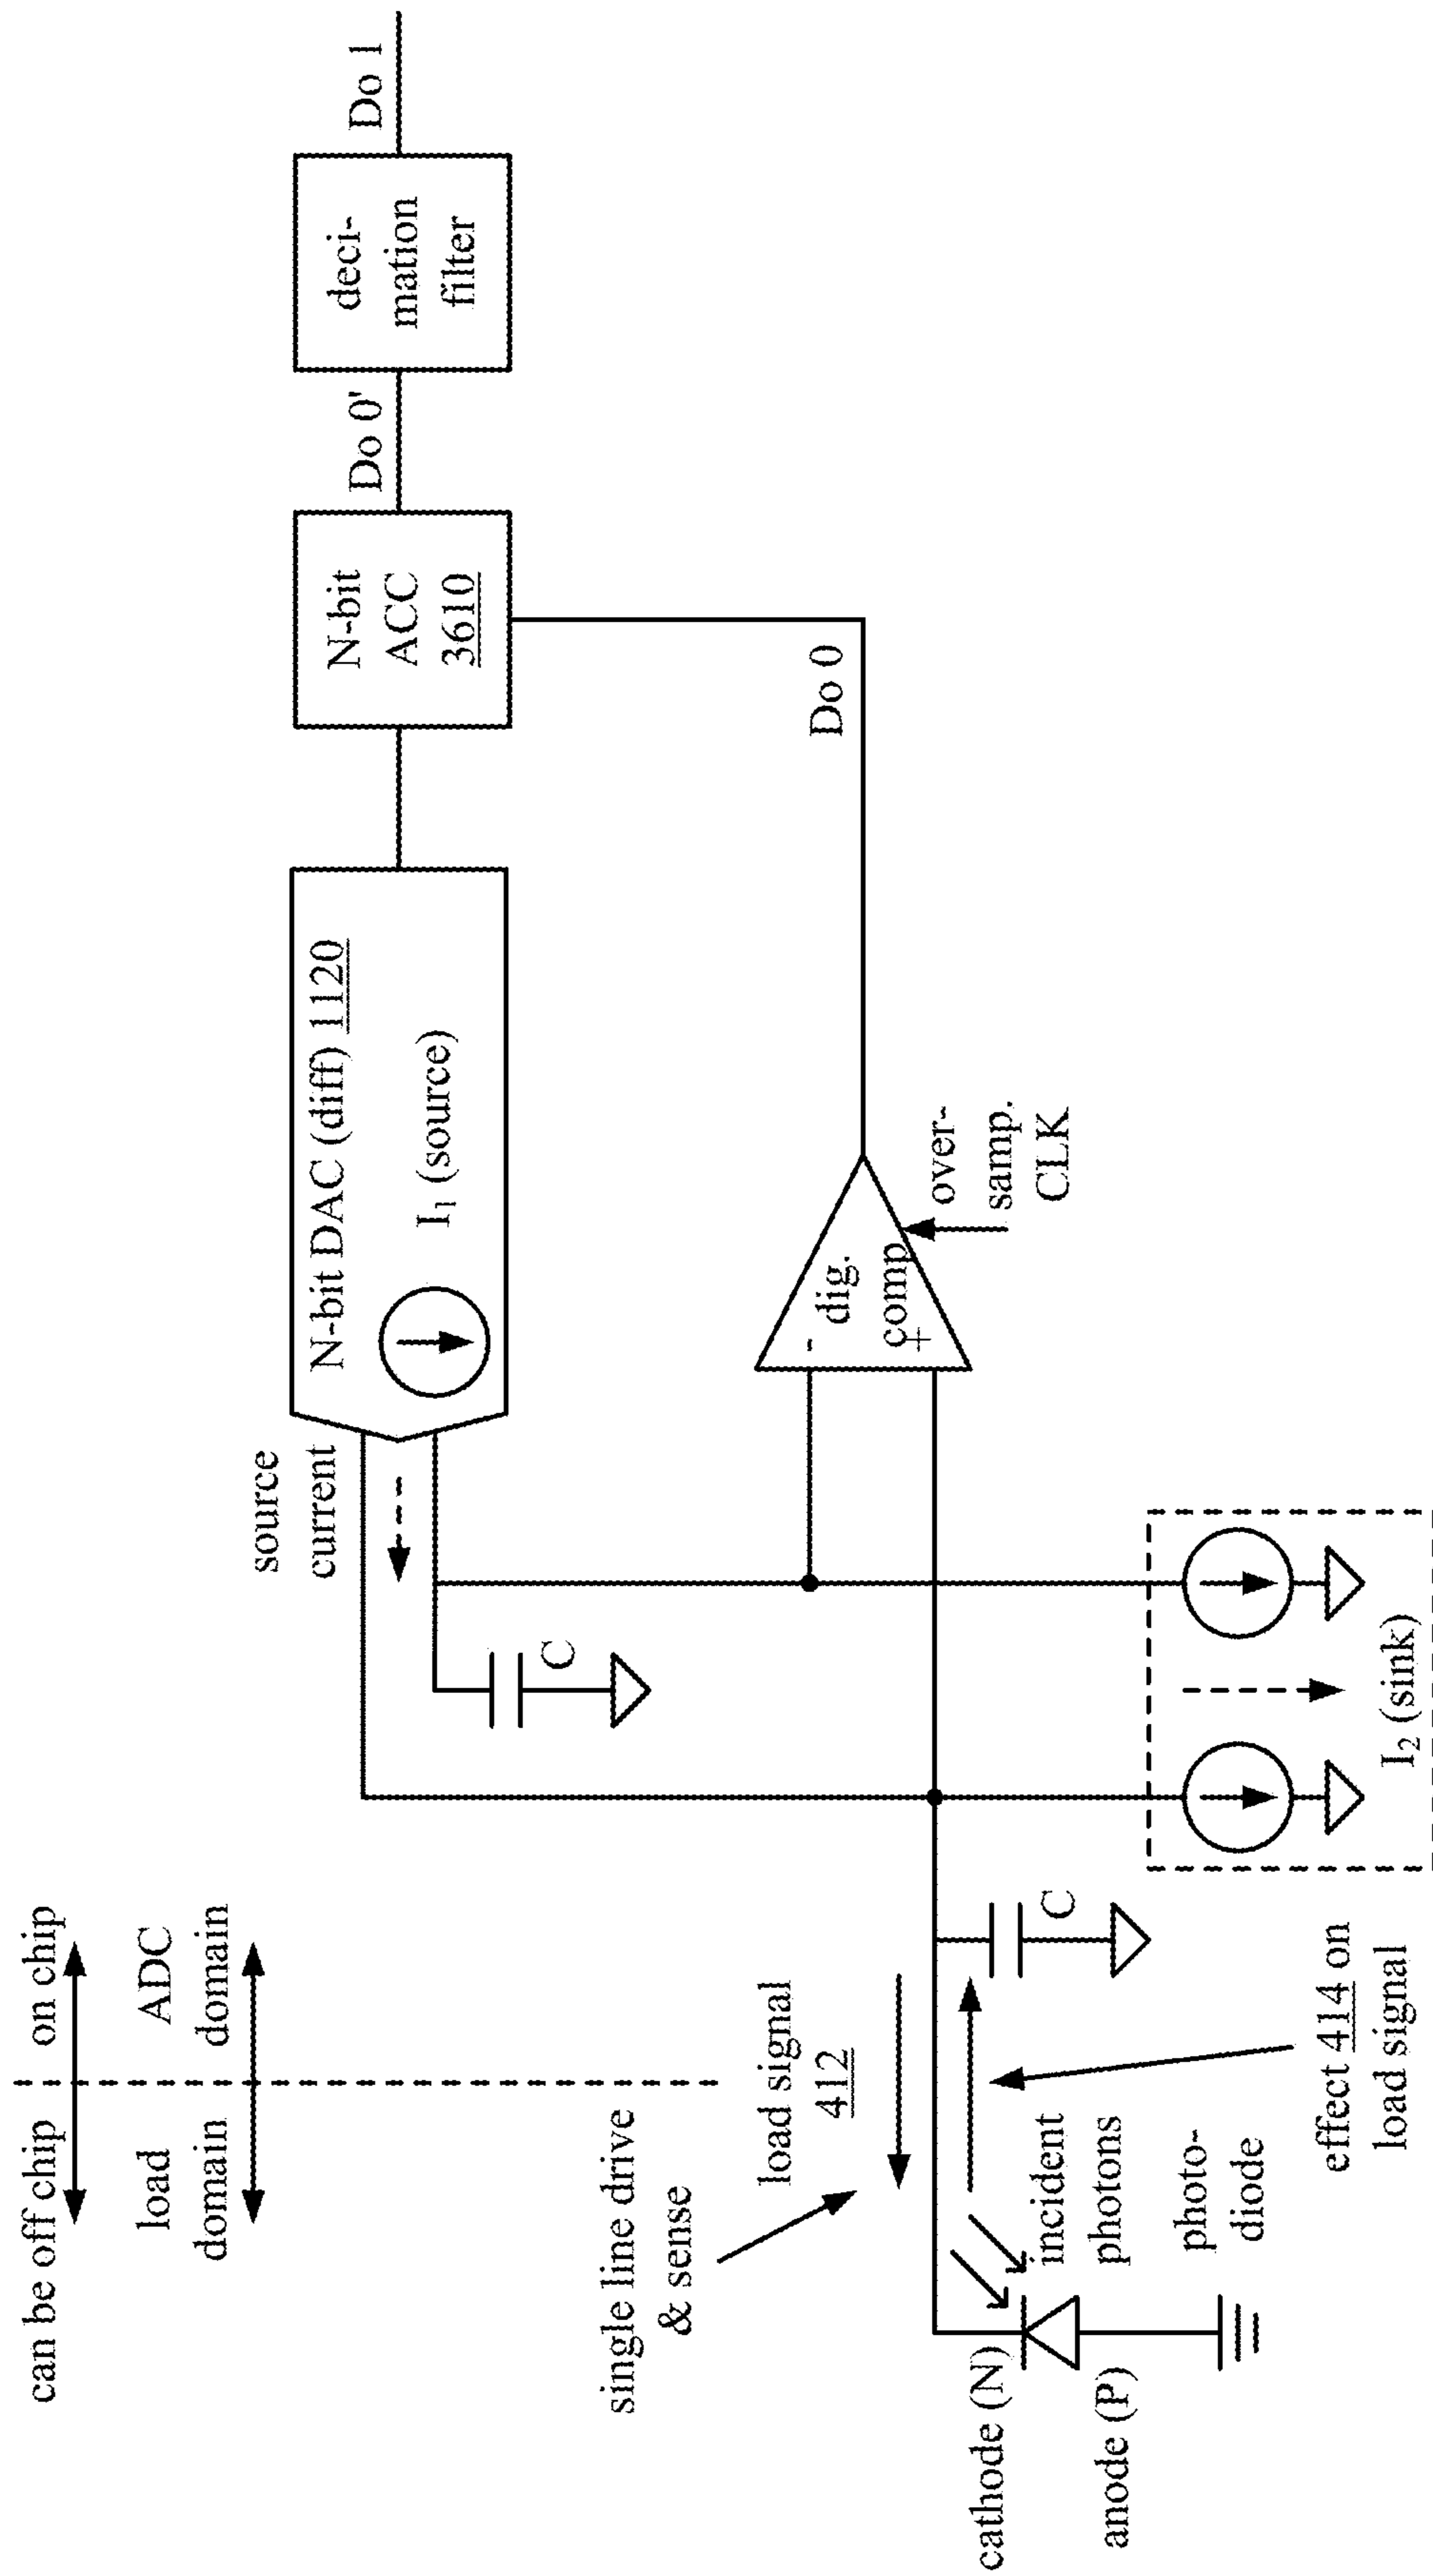 can be off chip
on chip
load
domain
ADC
domain
source
current
N-bit DAC (diff) 1120
I₁ (source)
N-bit
ACC
3610
Do 0'
deci-
mation
filter
Do 1
C
single line drive
& sense
load signal
412
-
dig.
comp
+
Do 0
over-
samp.
CLK
cathode (N)
anode (P)
incident
photons
photo-
diode
C
effect 414 on
load signal
I₂ (sink)